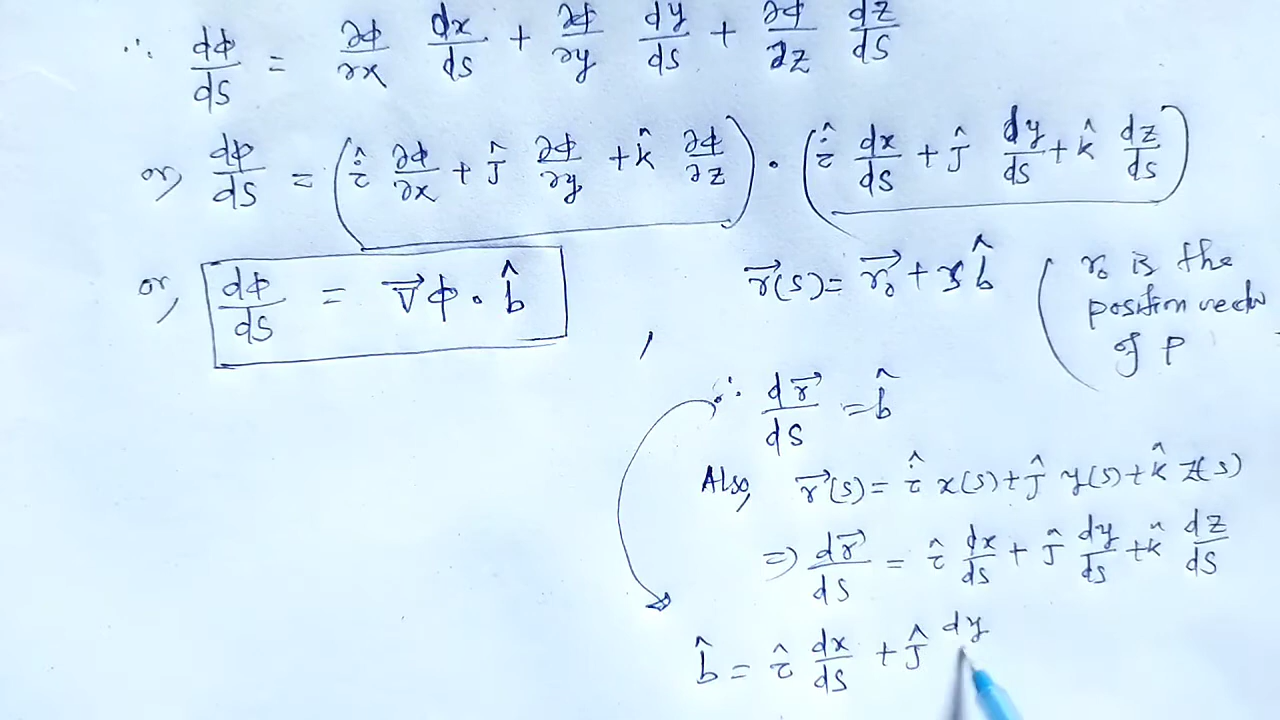 ∴ dφ/ds = ∂φ/∂x dx/ds + ∂φ/∂y dy/ds + ∂φ/∂z dz/ds
or, dφ/ds = (î ∂φ/∂x + ĵ ∂φ/∂y + k̂ ∂φ/∂z) · (î dx/ds + ĵ dy/ds + k̂ dz/ds)
or, dφ/ds = ∇⃗φ · b̂ ,
r⃗(s) = r⃗₀ + s b̂
( r₀ is the
position vector
of P
∴ dr⃗/ds = b̂
Also, r⃗(s) = î x(s) + ĵ y(s) + k̂ z(s)
⇒ dr⃗/ds = î dx/ds + ĵ dy/ds + k̂ dz/ds
b̂ = î dx/ds + ĵ dy